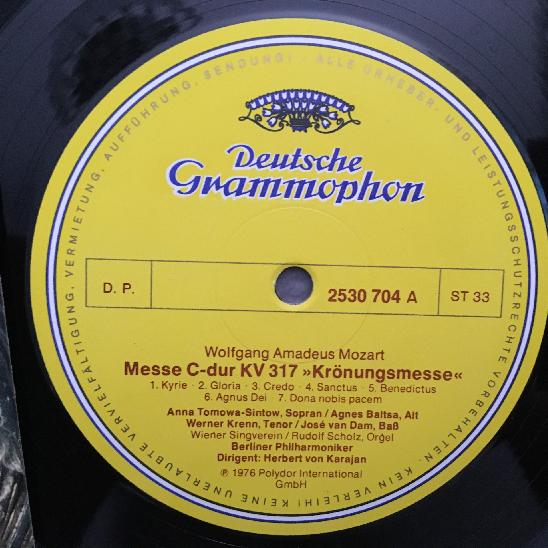 Deutsche
Grammophon
D. P.
2530 704 A
ST 33
Wolfgang Amadeus Mozart
Messe C-dur KV 317 »Krönungsmesse«
1. Kyrie · 2. Gloria · 3. Credo · 4. Sanctus · 5. Benedictus
6. Agnus Dei · 7. Dona nobis pacem
Anna Tomowa-Sintow, Sopran / Agnes Baltsa, Alt
Werner Krenn, Tenor / José van Dam, Baß
Wiener Singverein / Rudolf Scholz, Orgel
Berliner Philharmoniker
Dirigent: Herbert von Karajan
℗ 1976 Polydor International
GmbH
ALLE URHEBER- UND LEISTUNGSSCHUTZRECHTE VORBEHALTEN. KEIN VERLEIH! KEINE UNERLAUBTE VERVIELFÄLTIGUNG, VERMIETUNG, AUFFÜHRUNG, SENDUNG!